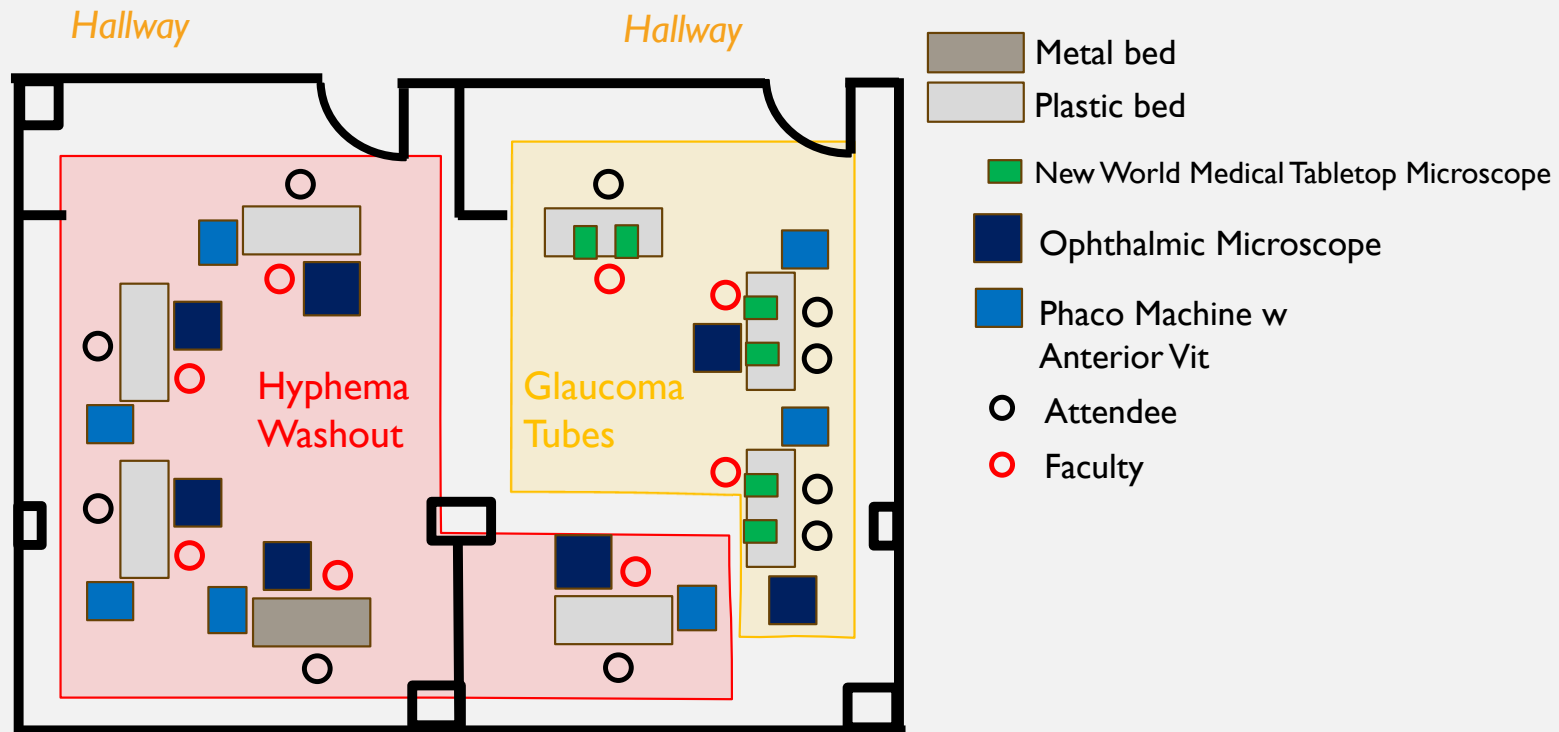 Hallway
Hallway
Metal bed
Plastic bed
New World Medical Tabletop Microscope
Ophthalmic Microscope
Phaco Machine w
Anterior Vit
Attendee
Faculty
Hyphema
Washout
Glaucoma
Tubes